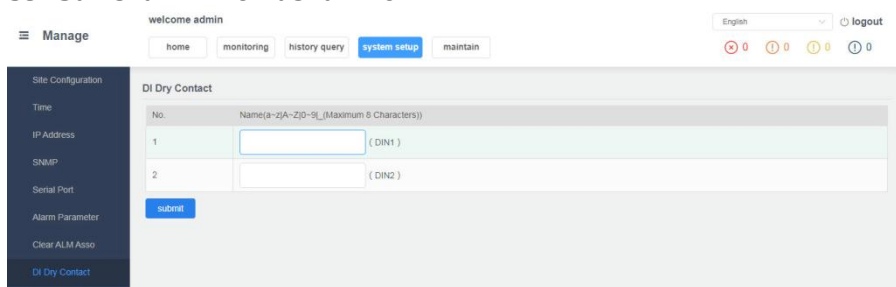 welcome admin
English
logout
Manage
home
monitoring
history query
system setup
maintain
0
0
0
0
Site Configuration
Time
IP Address
SNMP
Serial Port
Alarm Parameter
Clear ALM Asso
DI Dry Contact
DI Dry Contact
No. Name(a~z|A~Z|0~9|_(Maximum 8 Characters))
1 ( DIN1 )
2 ( DIN2 )
submit